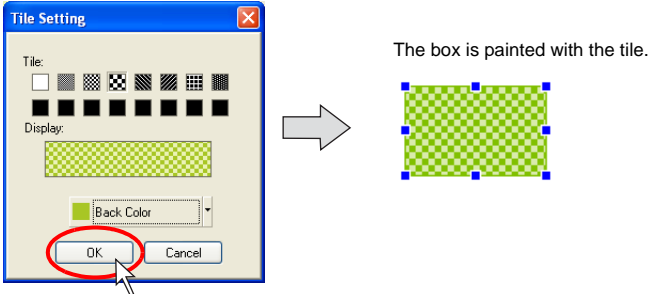 Tile Setting
Tile:
Display:
Back Color
OK
Cancel
The box is painted with the tile.